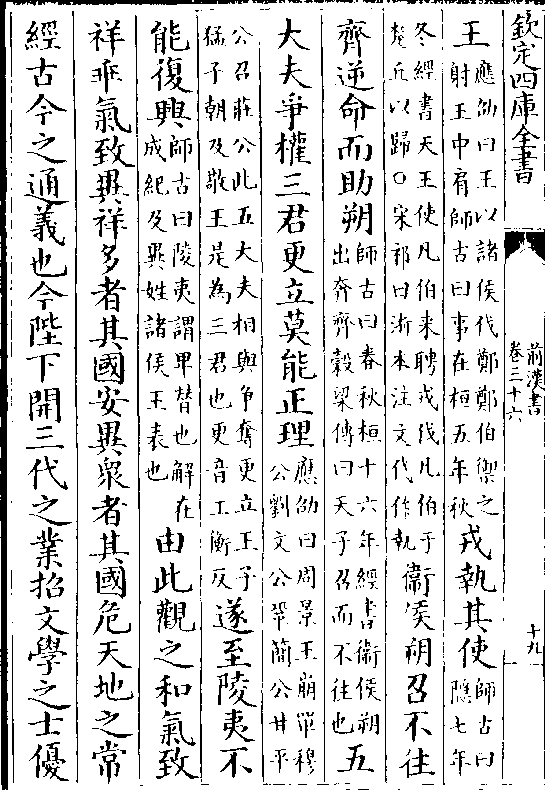 欽定四庫全書
前漢書
卷三十六
十九
王
應劭曰王以諸侯伐鄭鄭伯禦之
射王中肩師古曰事在桓五年秋
戎執其使
師古曰
隱七年
冬經書天王使凡伯来聘戎伐凡伯于
楚丘以歸○宋祁曰浙本注文代作執
衞侯朔召不往
齊逆命而助朔
師古曰春秋桓十六年經書衛侯朔
出奔齊穀梁傳曰天子召而不往也
五
大夫爭權三君更立莫能正理
應劭曰周景王崩單穆
公劉文公鞏簡公甘平
公召莊公此五大夫相與争奪更立王子
猛子朝及敬王是為三君也更音工衡反
遂至陵夷不
能復興
師古曰陵夷謂卑替也解在
成紀及異姓諸侯王表也
由此觀之和氣致
祥乖氣致異祥多者其國安異衆者其國危天地之常
經古今之通義也今陛下開三代之業招文學之士優